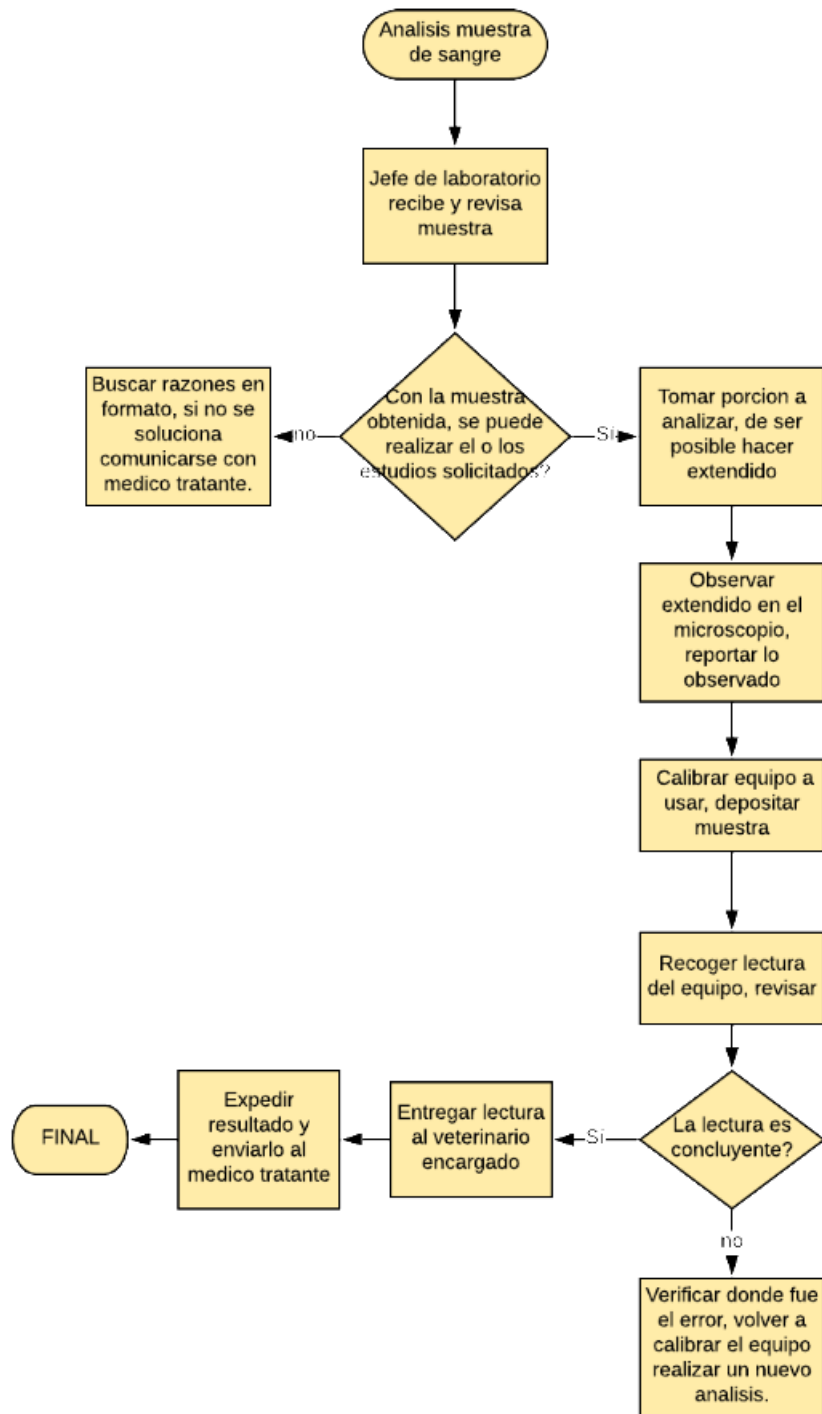 Analisis muestra
de sangre
Jefe de laboratorio
recibe y revisa
muestra
Con la muestra
obtenida, se puede
realizar el o los
estudios solicitados?
no
Buscar razones en
formato, si no se
soluciona
comunicarse con
medico tratante.
Sí
Tomar porcion a
analizar, de ser
posible hacer
extendido
Observar
extendido en el
microscopio,
reportar lo
observado
Calibrar equipo a
usar, depositar
muestra
Recoger lectura
del equipo, revisar
La lectura es
concluyente?
Sí
Entregar lectura
al veterinario
encargado
Expedir
resultado y
enviarlo al
medico tratante
FINAL
no
Verificar donde fue
el error, volver a
calibrar el equipo
realizar un nuevo
analisis.